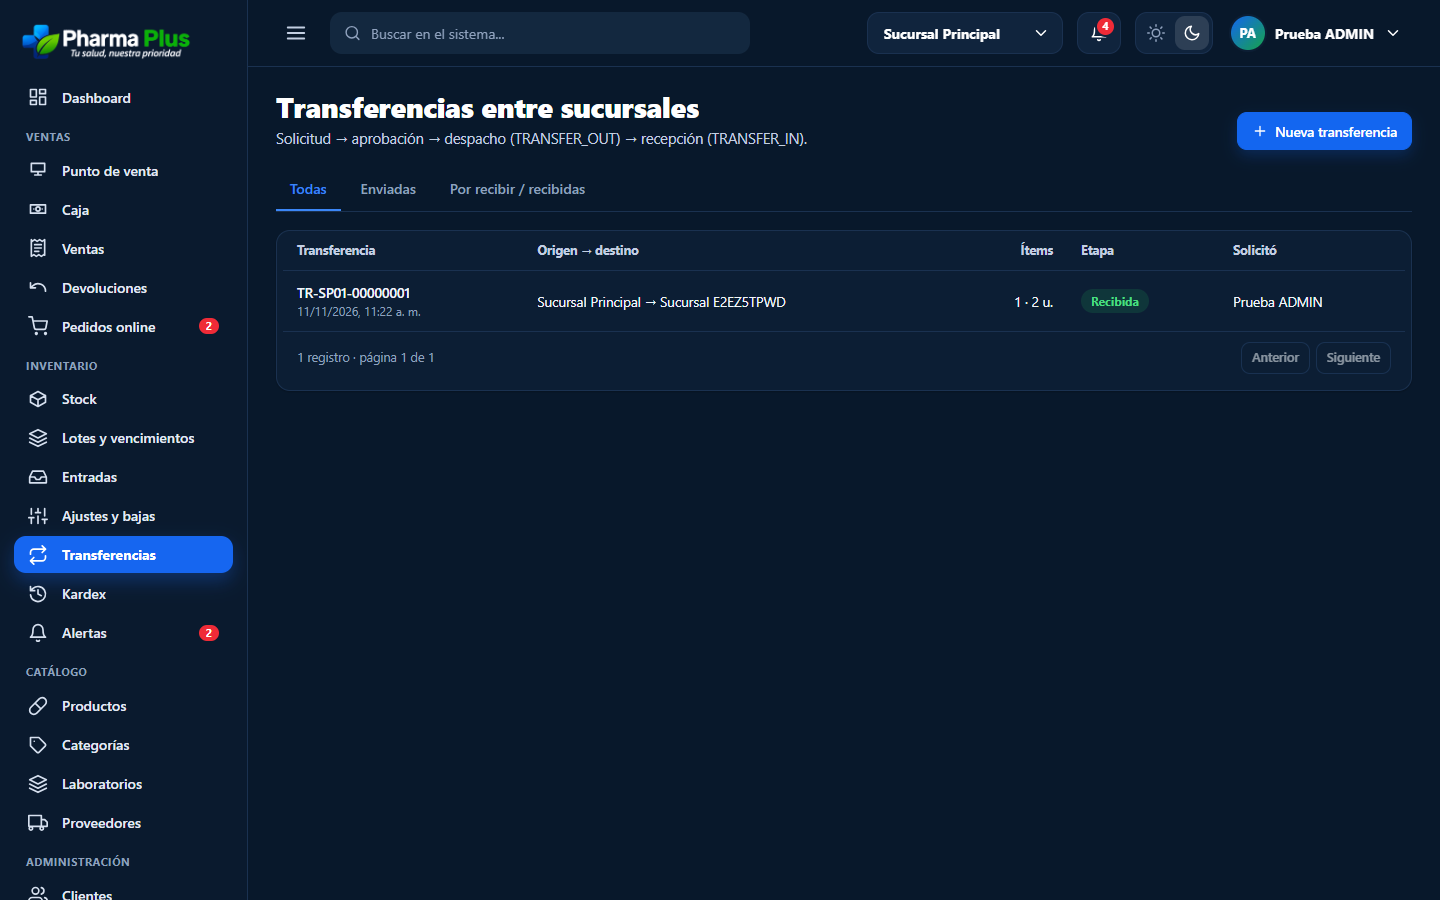 Pharma Plus
Tu salud, nuestra prioridad
Buscar en el sistema...
Sucursal Principal
4
PA
Prueba ADMIN
Dashboard
VENTAS
Punto de venta
Caja
Ventas
Devoluciones
Pedidos online
2
INVENTARIO
Stock
Lotes y vencimientos
Entradas
Ajustes y bajas
Transferencias
Kardex
Alertas
2
CATÁLOGO
Productos
Categorías
Laboratorios
Proveedores
ADMINISTRACIÓN
Clientes
Transferencias entre sucursales
Solicitud → aprobación → despacho (TRANSFER_OUT) → recepción (TRANSFER_IN).
+ Nueva transferencia
Todas
Enviadas
Por recibir / recibidas
Transferencia
Origen → destino
Ítems
Etapa
Solicitó
TR-SP01-00000001
11/11/2026, 11:22 a. m.
Sucursal Principal → Sucursal E2EZ5TPWD
1 · 2 u.
Recibida
Prueba ADMIN
1 registro · página 1 de 1
Anterior
Siguiente